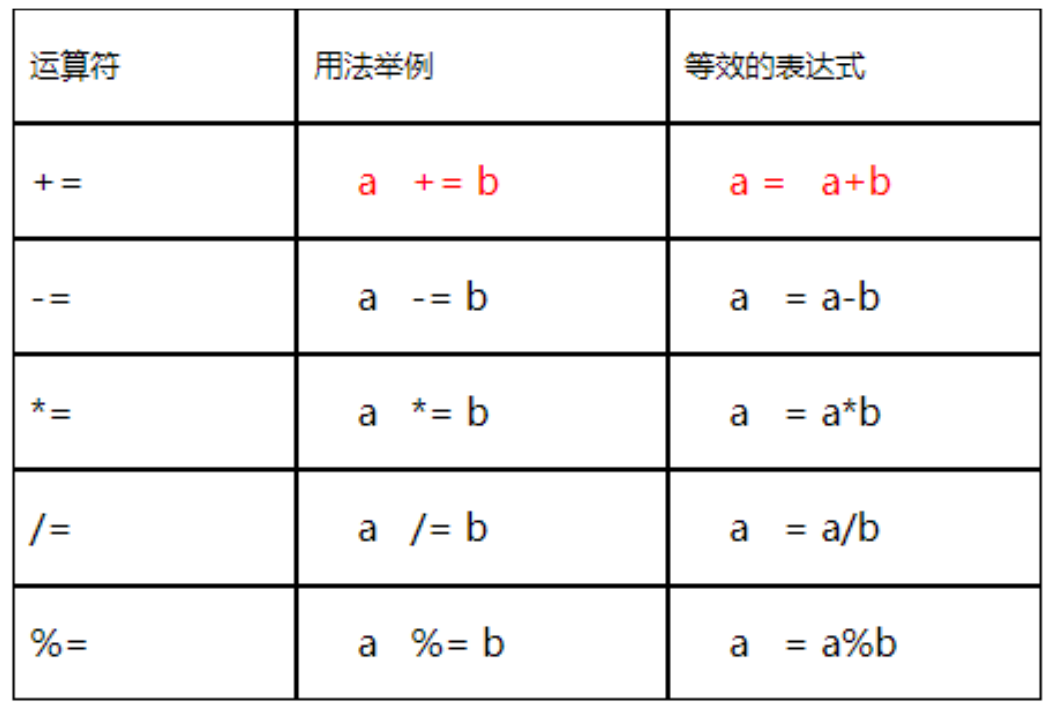 运算符 用法举例 等效的表达式
+= a += b a = a+b
-= a -= b a = a-b
*= a *= b a = a*b
/= a /= b a = a/b
%= a %= b a = a%b